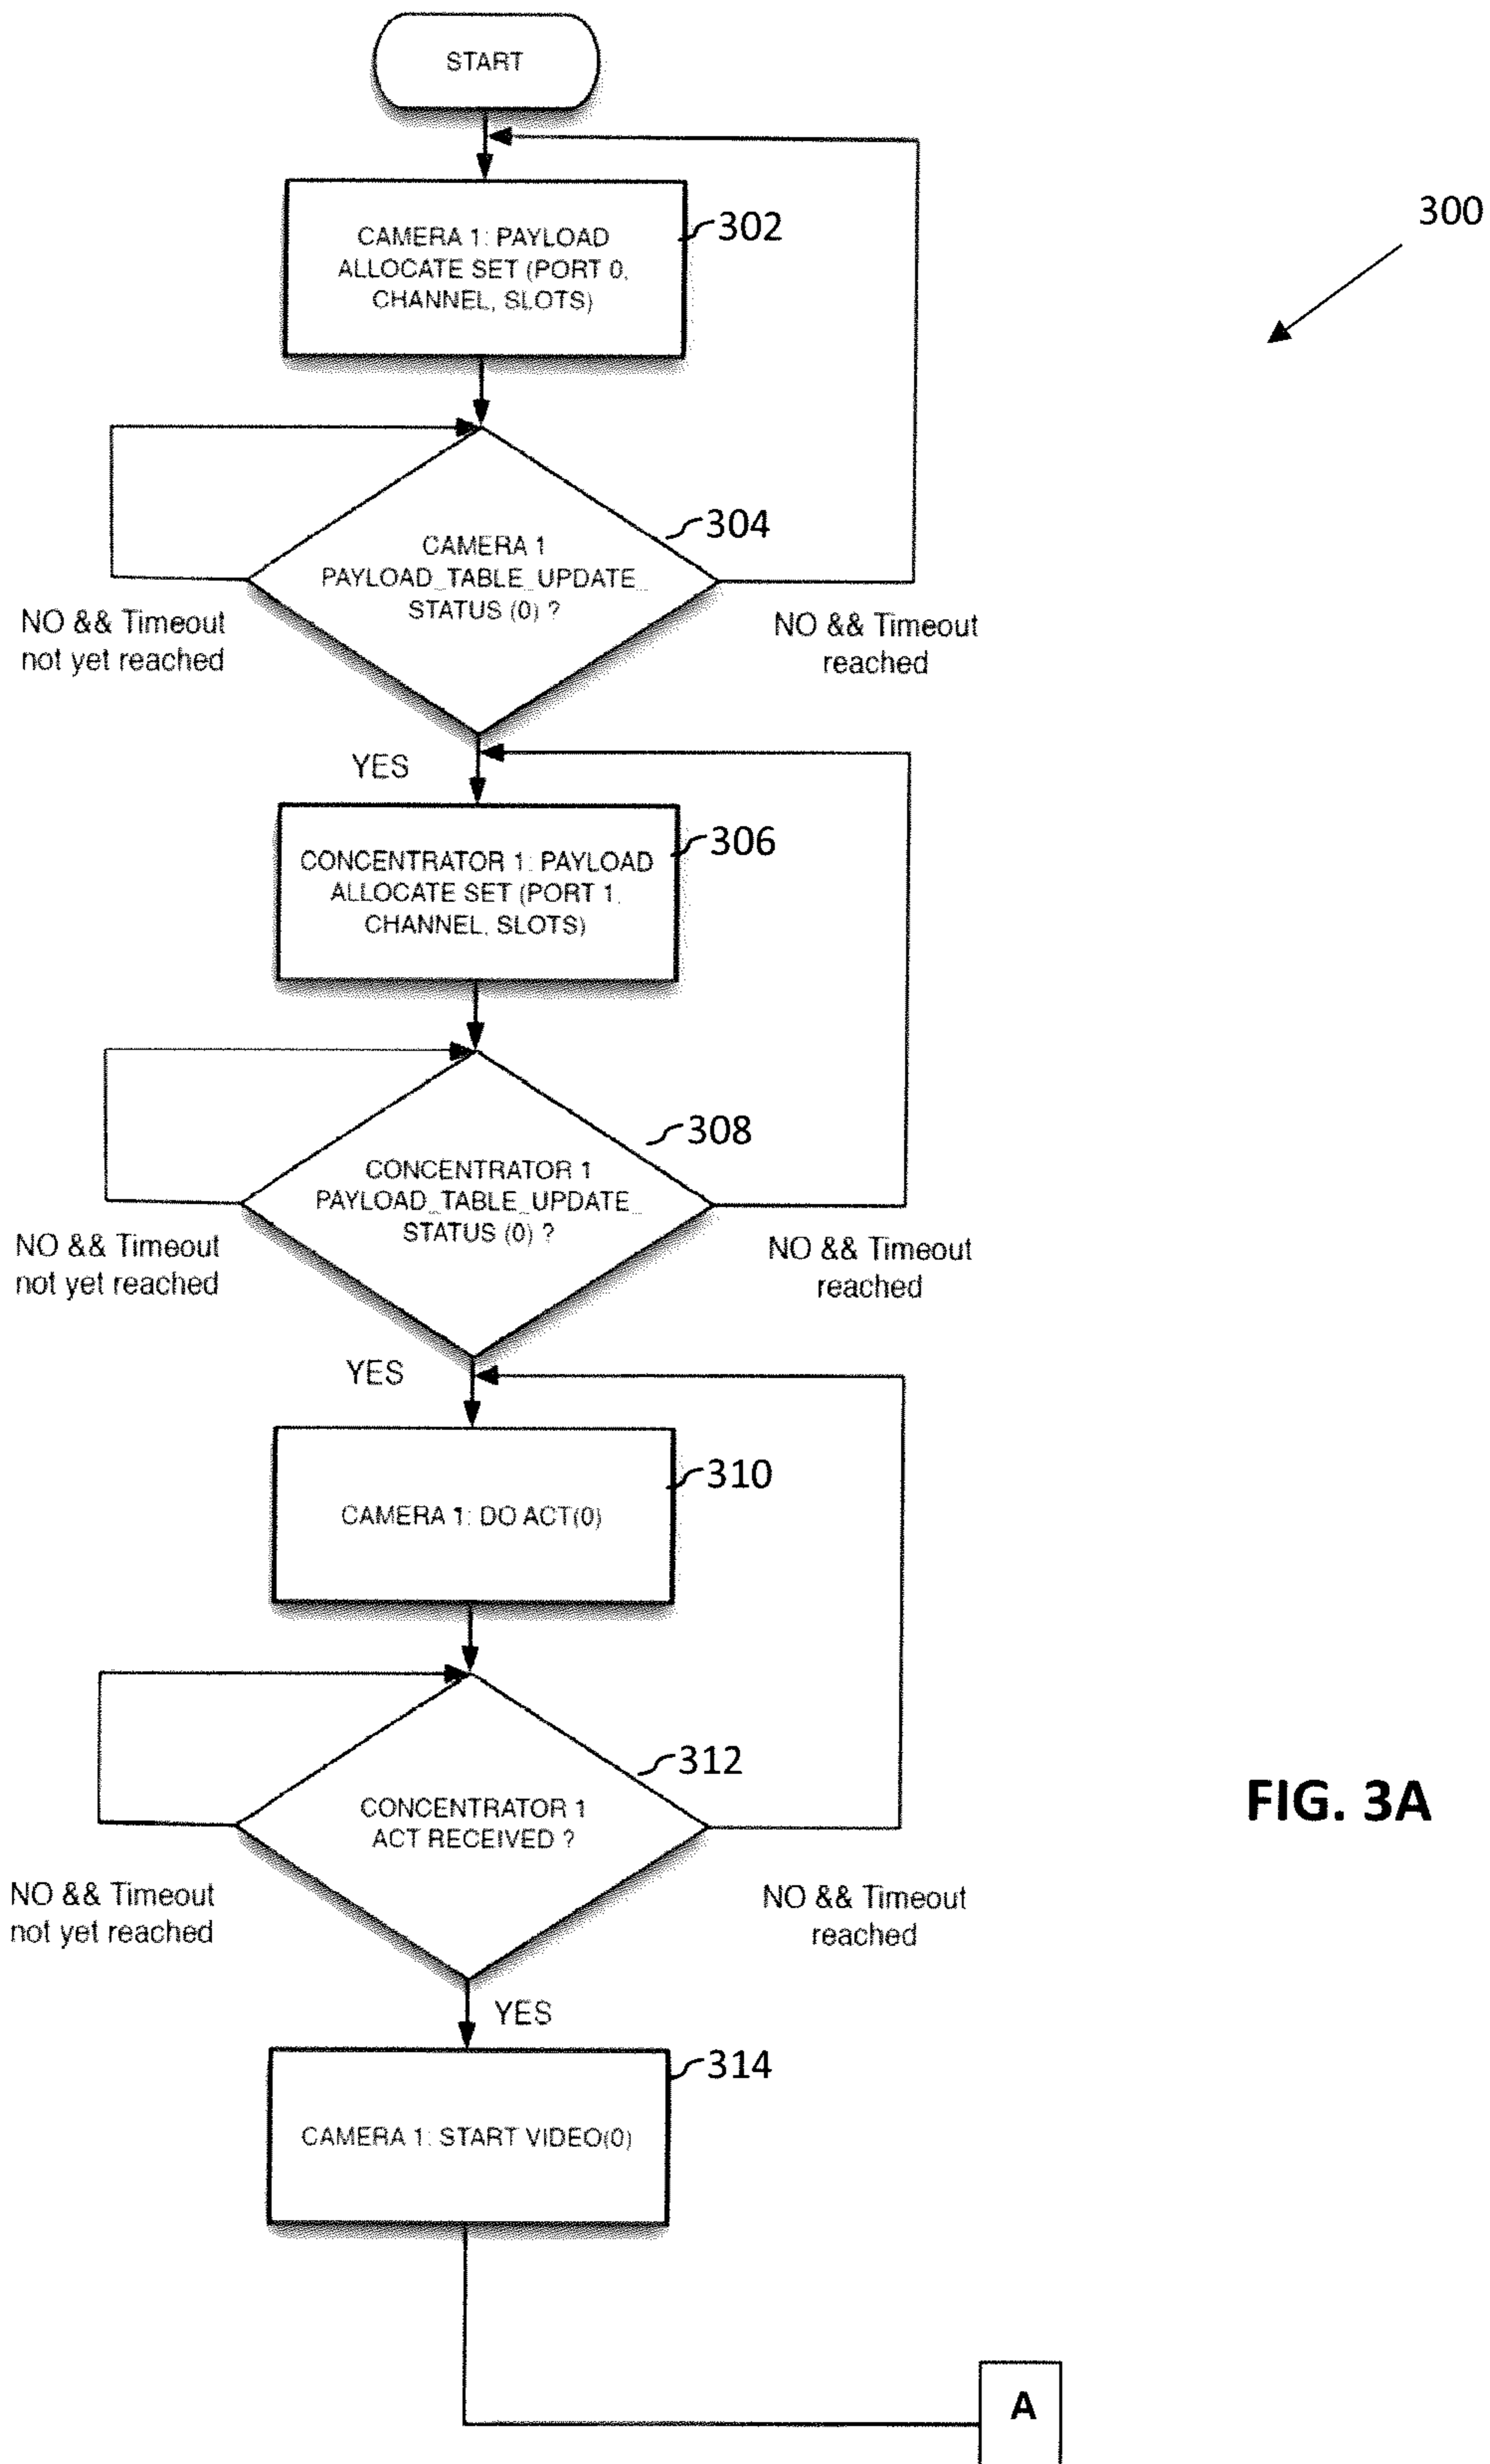 START
300
CAMERA 1: PAYLOAD
ALLOCATE SET (PORT 0,
CHANNEL, SLOTS)
302
CAMERA 1
PAYLOAD_TABLE_UPDATE_
STATUS (0) ?
304
NO && Timeout
not yet reached
NO && Timeout
reached
YES
CONCENTRATOR 1: PAYLOAD
ALLOCATE SET (PORT 1,
CHANNEL, SLOTS)
306
CONCENTRATOR 1
PAYLOAD_TABLE_UPDATE_
STATUS (0) ?
308
NO && Timeout
not yet reached
NO && Timeout
reached
YES
CAMERA 1: DO ACT(0)
310
CONCENTRATOR 1
ACT RECEIVED ?
312
NO && Timeout
not yet reached
NO && Timeout
reached
YES
CAMERA 1: START VIDEO(0)
314
A
FIG. 3A